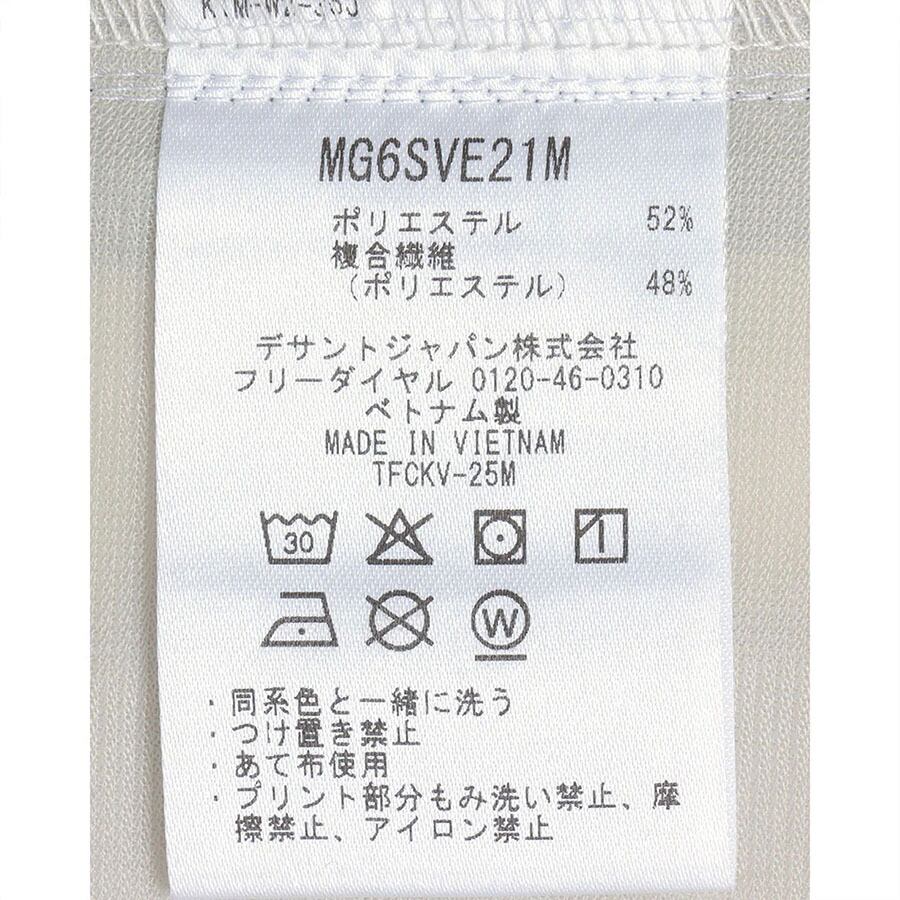 MG6SVE21M
ポリエステル 52%
複合繊維
(ポリエステル) 48%
デサントジャパン株式会社
フリーダイヤル 0120-46-0310
ベトナム製
MADE IN VIETNAM
TFCKV-25M
30
W
・同系色と一緒に洗う
・つけ置き禁止
・あて布使用
・プリント部分もみ洗い禁止、摩
擦禁止、アイロン禁止